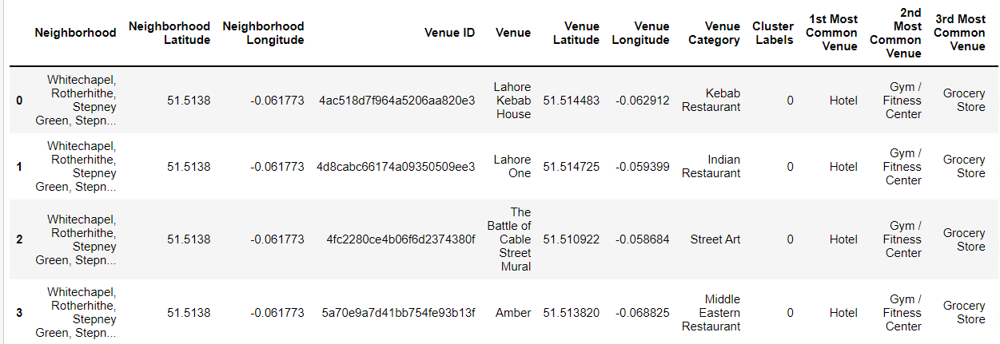 Neighborhood Neighborhood Latitude Neighborhood Longitude Venue ID Venue Venue Latitude Venue Longitude Venue Category Cluster Labels 1st Most Common Venue 2nd Most Common Venue 3rd Most Common Venue
0 Whitechapel, Rotherhithe, Stepney Green, Stepn... 51.5138 -0.061773 4ac518d7f964a5206aa820e3 Lahore Kebab House 51.514483 -0.062912 Kebab Restaurant 0 Hotel Gym / Fitness Center Grocery Store
1 Whitechapel, Rotherhithe, Stepney Green, Stepn... 51.5138 -0.061773 4d8cabc66174a09350509ee3 Lahore One 51.514725 -0.059399 Indian Restaurant 0 Hotel Gym / Fitness Center Grocery Store
2 Whitechapel, Rotherhithe, Stepney Green, Stepn... 51.5138 -0.061773 4fc2280ce4b06f6d2374380f The Battle of Cable Street Mural 51.510922 -0.058684 Street Art 0 Hotel Gym / Fitness Center Grocery Store
3 Whitechapel, Rotherhithe, Stepney Green, Stepn... 51.5138 -0.061773 5a70e9a7d41bb754fe93b13f Amber 51.513820 -0.068825 Middle Eastern Restaurant 0 Hotel Gym / Fitness Center Grocery Store